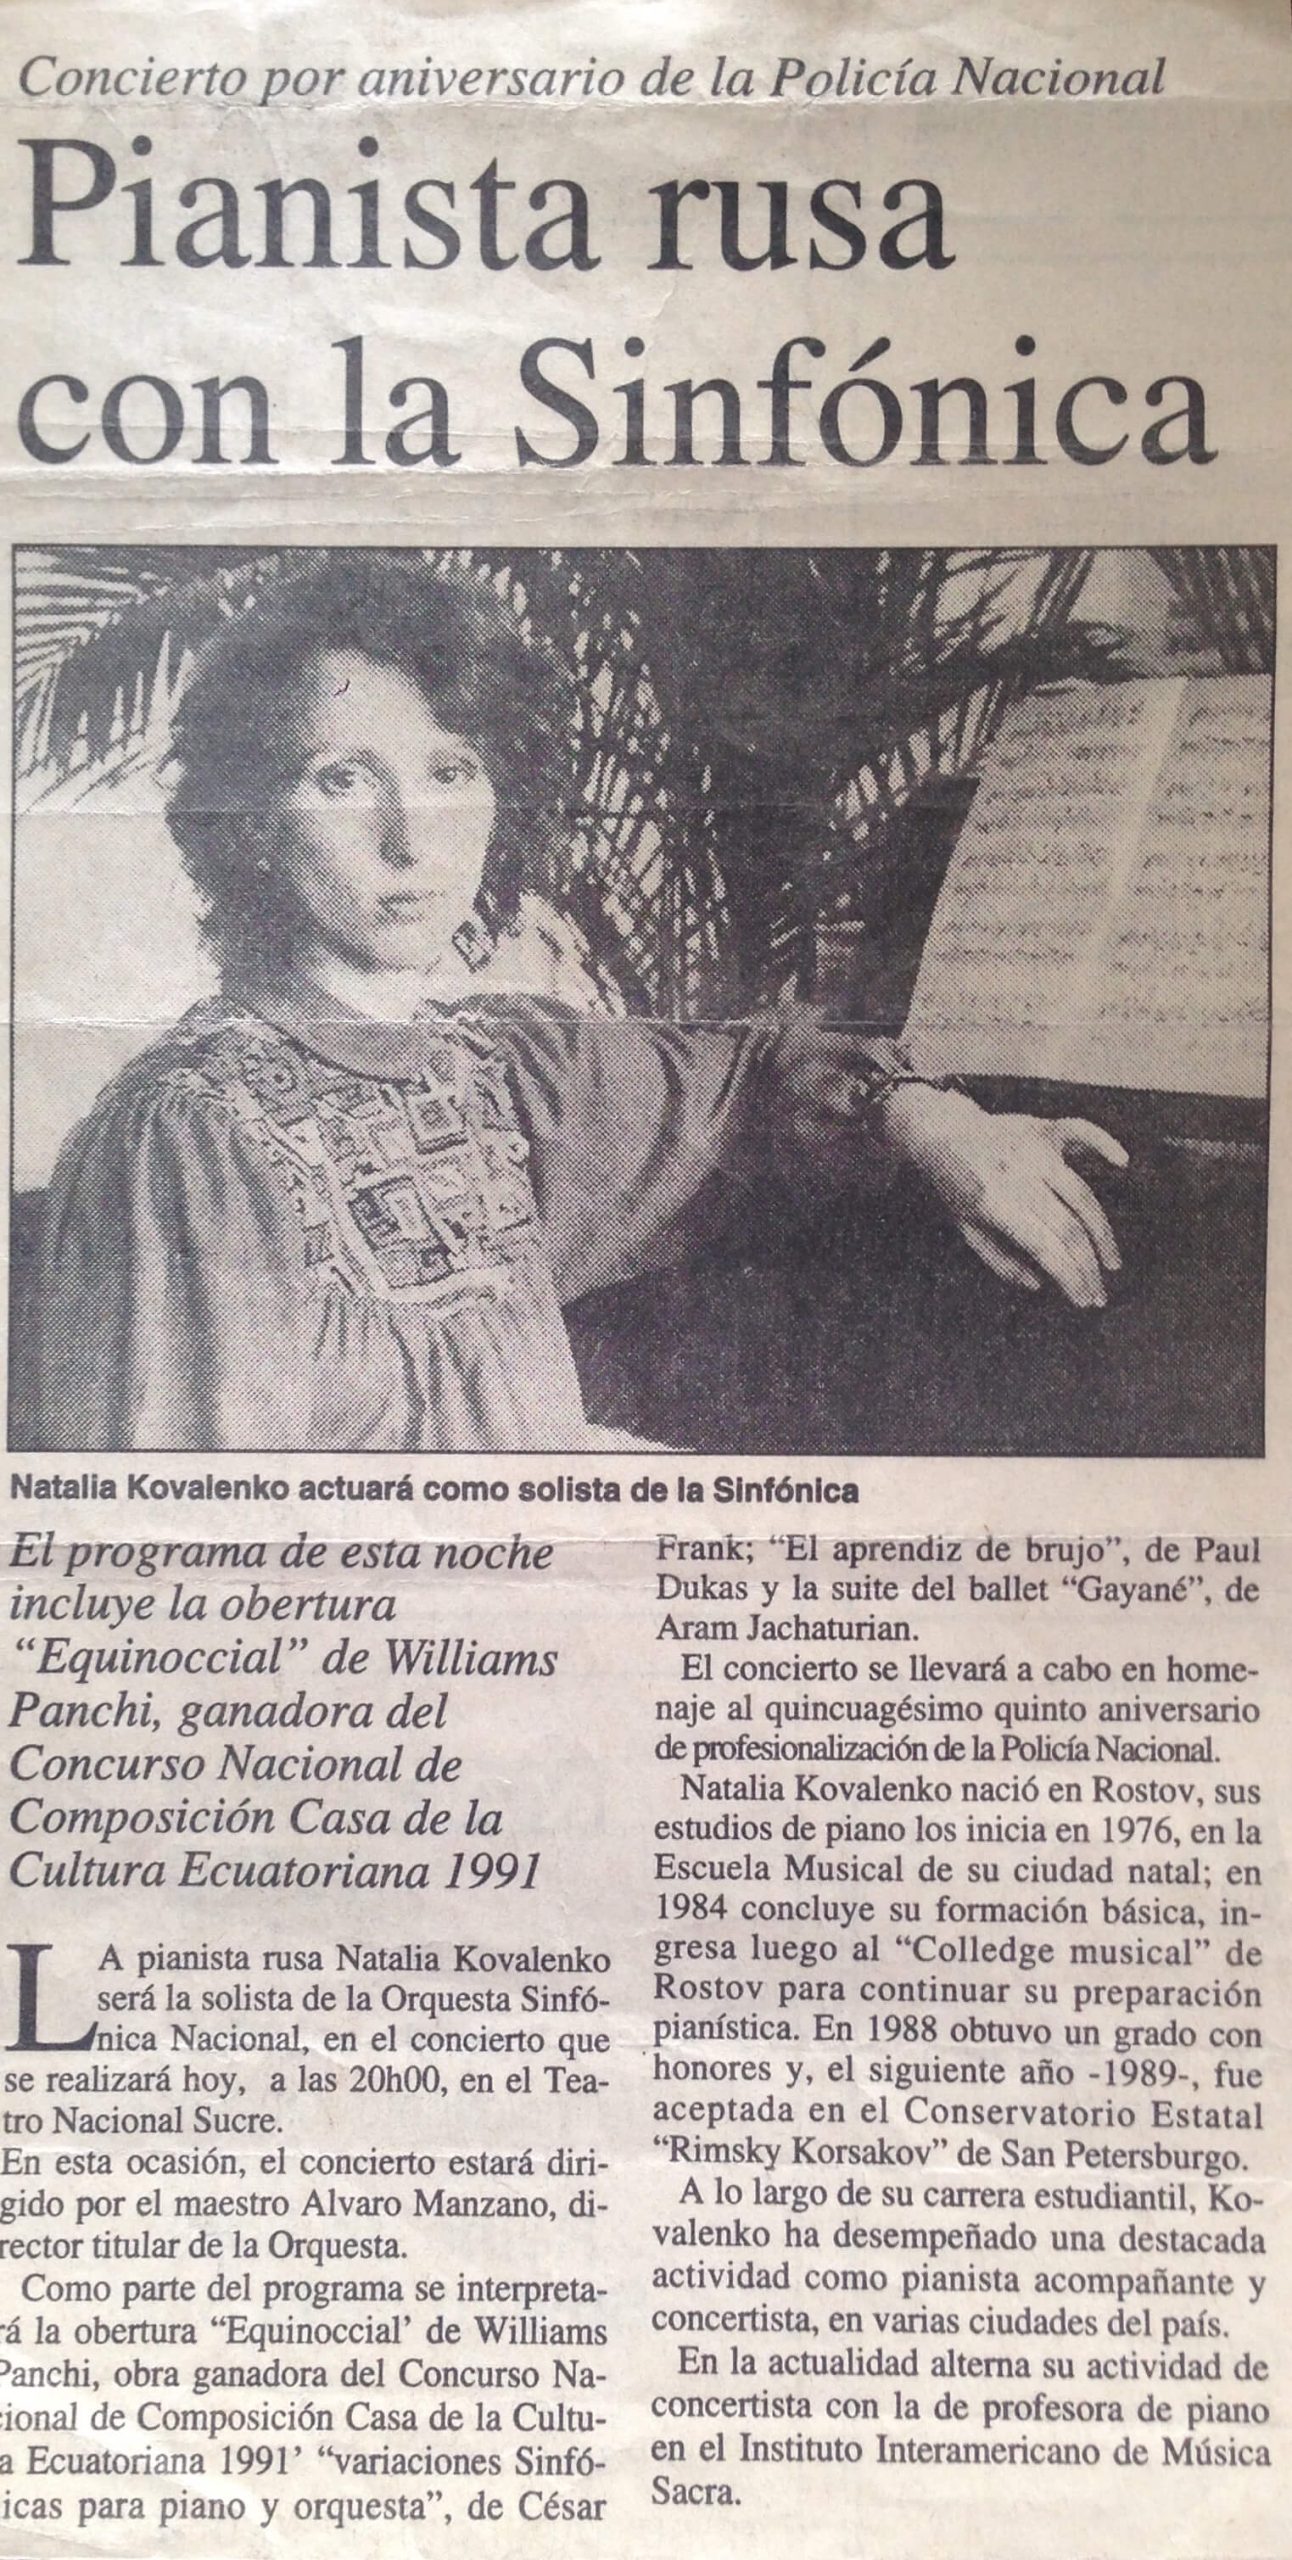 Concierto por aniversario de la Policía Nacional
Pianista rusa
con la Sinfónica
Natalia Kovalenko actuará como solista de la Sinfónica
El programa de esta noche
incluye la obertura
“Equinoccial” de Williams
Panchi, ganadora del
Concurso Nacional de
Composición Casa de la
Cultura Ecuatoriana 1991
LA pianista rusa Natalia Kovalenko
será la solista de la Orquesta Sinfó-
nica Nacional, en el concierto que
se realizará hoy, a las 20h00, en el Tea-
tro Nacional Sucre.
En esta ocasión, el concierto estará diri-
gido por el maestro Alvaro Manzano, di-
rector titular de la Orquesta.
Como parte del programa se interpreta-
rá la obertura “Equinoccial’ de Williams
Panchi, obra ganadora del Concurso Na-
cional de Composición Casa de la Cultu-
a Ecuatoriana 1991’ “variaciones Sinfó-
icas para piano y orquesta”, de César
Frank; “El aprendiz de brujo”, de Paul
Dukas y la suite del ballet “Gayané”, de
Aram Jachaturian.
El concierto se llevará a cabo en home-
naje al quincuagésimo quinto aniversario
de profesionalización de la Policía Nacional.
Natalia Kovalenko nació en Rostov, sus
estudios de piano los inicia en 1976, en la
Escuela Musical de su ciudad natal; en
1984 concluye su formación básica, in-
gresa luego al “Colledge musical” de
Rostov para continuar su preparación
pianística. En 1988 obtuvo un grado con
honores y, el siguiente año -1989-, fue
aceptada en el Conservatorio Estatal
“Rimsky Korsakov” de San Petersburgo.
A lo largo de su carrera estudiantil, Ko-
valenko ha desempeñado una destacada
actividad como pianista acompañante y
concertista, en varias ciudades del país.
En la actualidad alterna su actividad de
concertista con la de profesora de piano
en el Instituto Interamericano de Música
Sacra.